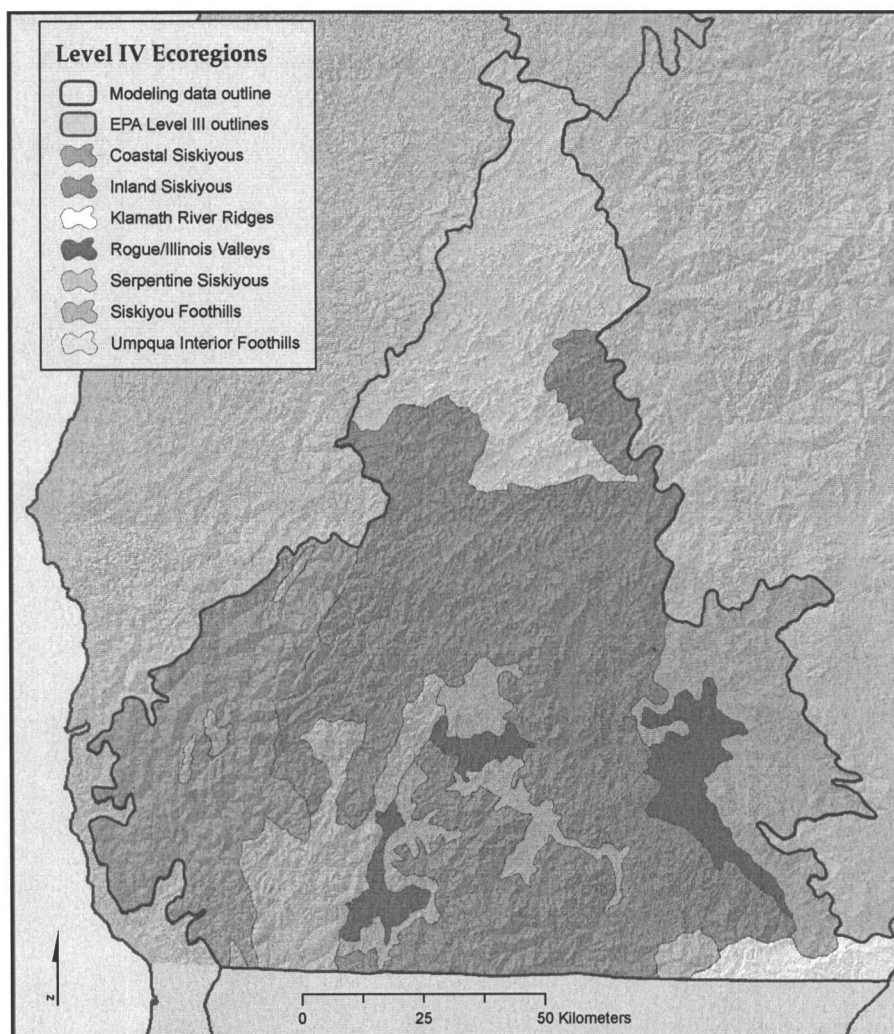 Level IV Ecoregions
Modeling data outline
EPA Level III outlines
Coastal Siskiyous
Inland Siskiyous
Klamath River Ridges
Rogue/Illinois Valleys
Serpentine Siskiyous
Siskiyou Foothills
Umpqua Interior Foothills
N
0 25 50 Kilometers